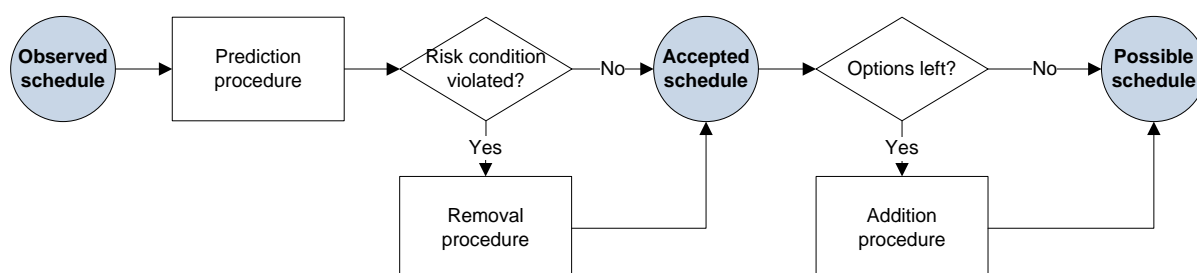 Observed
schedule
Prediction
procedure
Risk condition
violated?
No
Yes
Removal
procedure
Accepted
schedule
Options left?
No
Yes
Addition
procedure
Possible
schedule